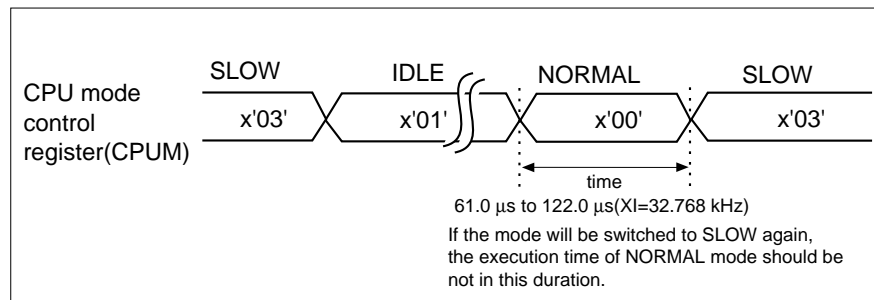 SLOW
IDLE
NORMAL
SLOW
CPU mode
control
register(CPUM)
x'03'
x'01'
x'00'
x'03'
time
61.0 µs to 122.0 µs(XI=32.768 kHz)
If the mode will be switched to SLOW again,
the execution time of NORMAL mode should be
not in this duration.